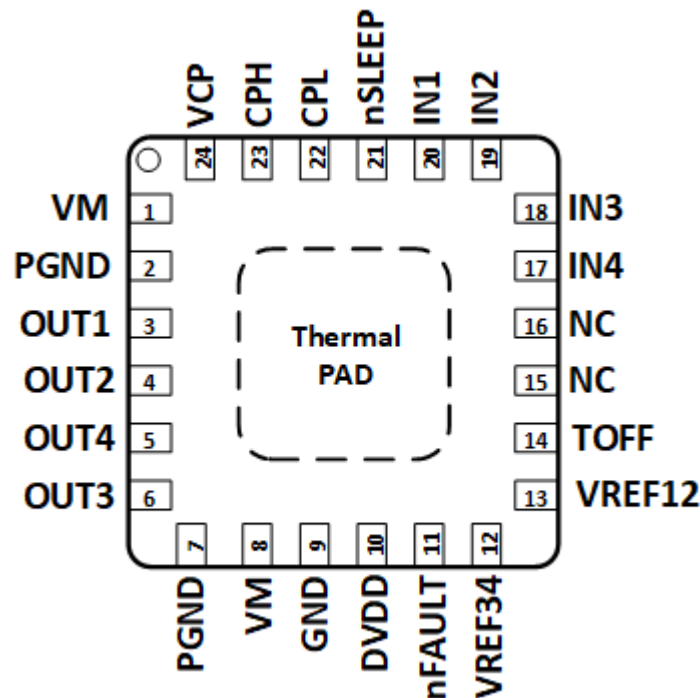 VCP
CPH
CPL
nSLEEP
IN1
IN2
24
23
22
21
20
19
VM 1
18 IN3
PGND 2
17 IN4
OUT1 3
16 NC
Thermal
PAD
OUT2 4
15 NC
OUT4 5
14 TOFF
OUT3 6
13 VREF12
7
8
9
10
11
12
PGND
VM
GND
DVDD
nFAULT
VREF34